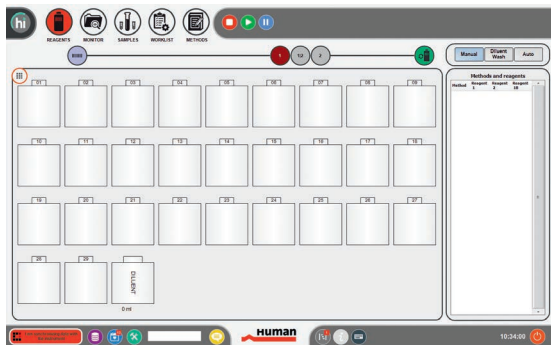 hi
REAGENTS MONITOR SAMPLES WORKLIST METHODS
1 1/2 2
Manual Diluent Wash Auto
Methods and reagents
Method Reagent 1 Reagent 2 Reagent 1B
01 02 03 04 05 06 07 08 09
10 11 12 13 14 15 16 17 18
19 20 21 22 23 24 25 26 27
28 29
DILUENT
0 ml
Human
10:34:00